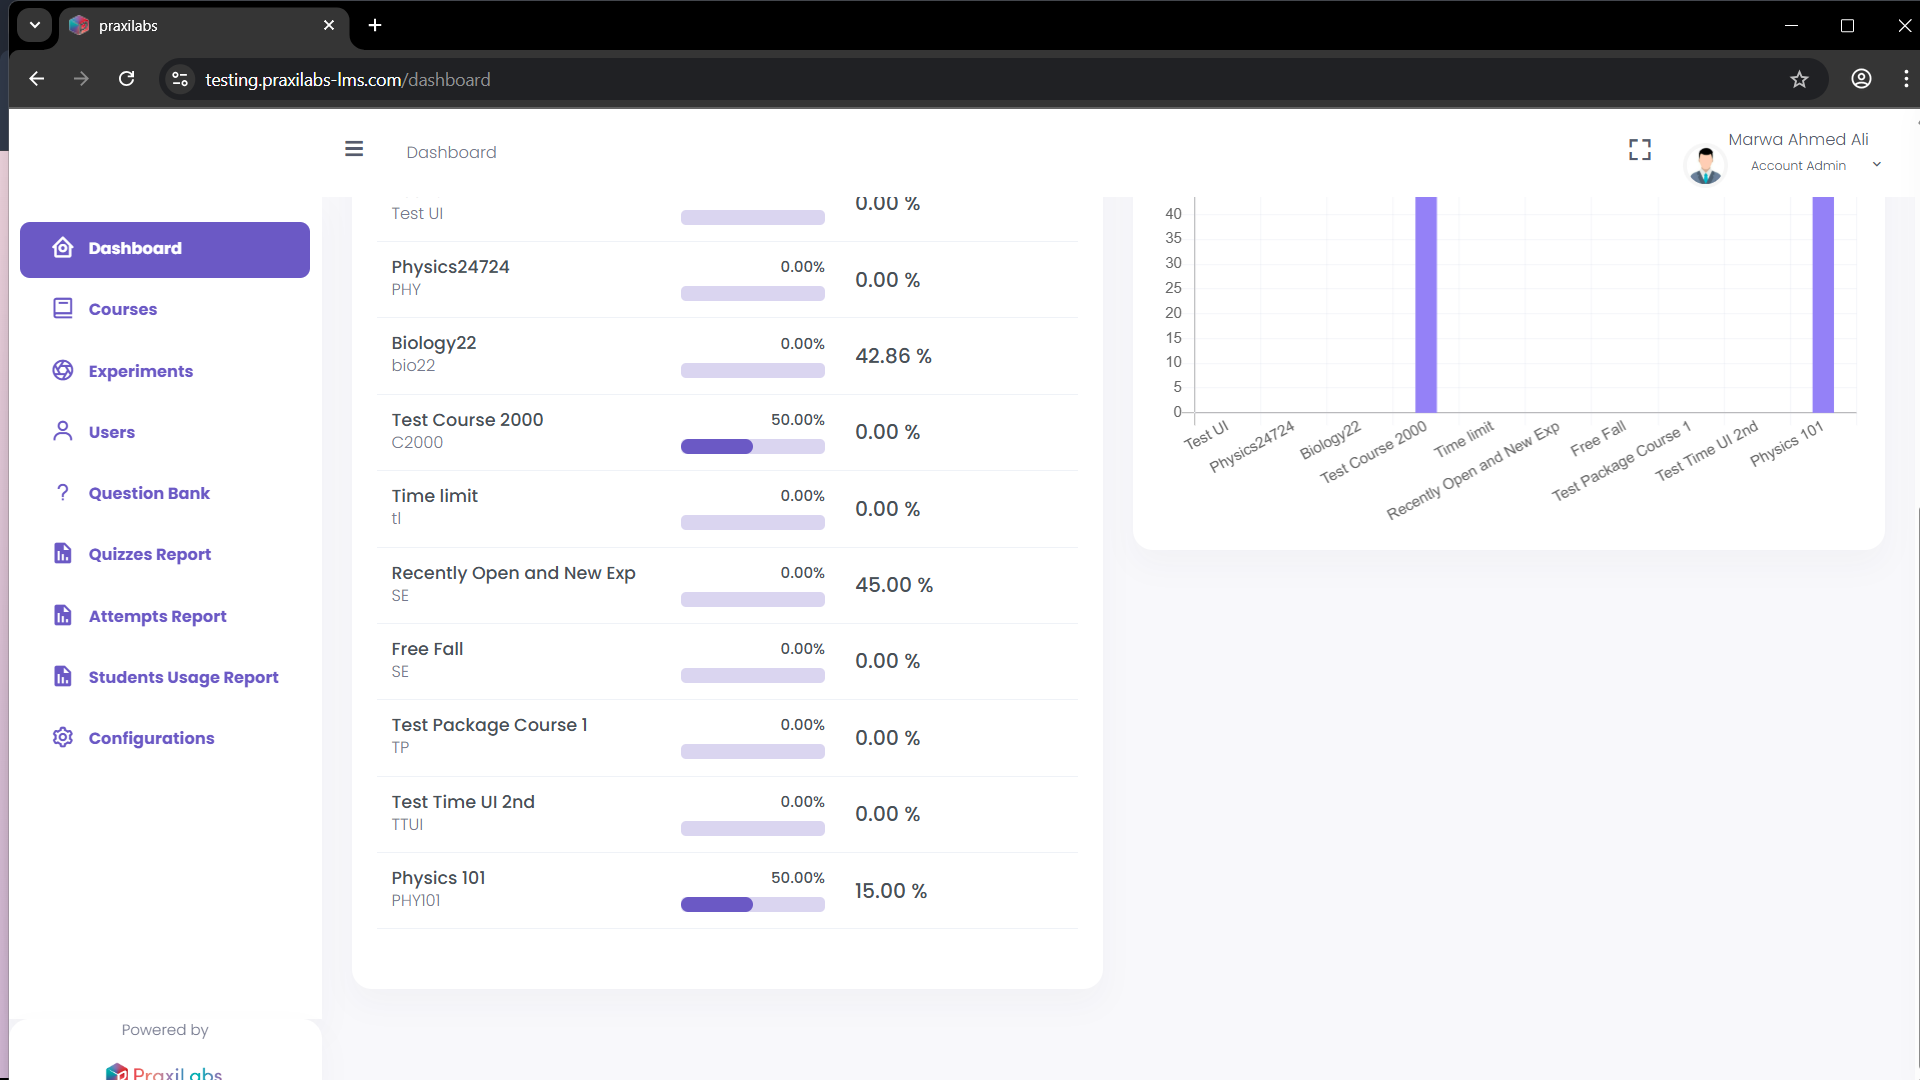 praxilabs
testing.praxilabs-lms.com/dashboard
Dashboard
Marwa Ahmed Ali
Account Admin
Dashboard
Courses
Experiments
Users
? Question Bank
Quizzes Report
Attempts Report
Students Usage Report
Configurations
Powered by
PraxiLabs
Test UI
0.00 %
Physics24724
PHY
0.00%
0.00 %
Biology22
bio22
0.00%
42.86 %
Test Course 2000
C2000
50.00%
0.00 %
Time limit
tl
0.00%
0.00 %
Recently Open and New Exp
SE
0.00%
45.00 %
Free Fall
SE
0.00%
0.00 %
Test Package Course 1
TP
0.00%
0.00 %
Test Time UI 2nd
TTUI
0.00%
0.00 %
Physics 101
PHY101
50.00%
15.00 %
40
35
30
25
20
15
10
5
0
Test UI
Physics24724
Biology22
Test Course 2000
Time limit
Recently Open and New Exp
Free Fall
Test Package Course 1
Test Time UI 2nd
Physics 101